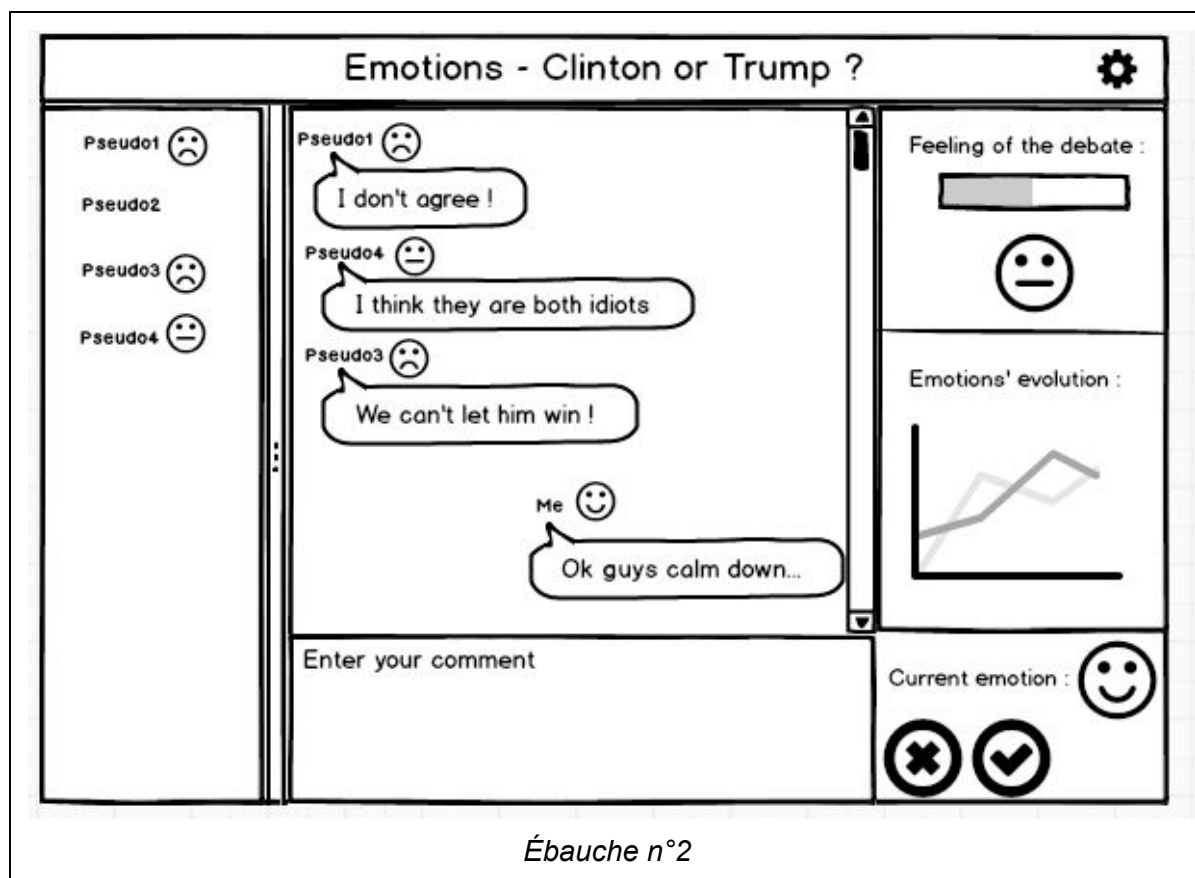 Emotions - Clinton or Trump ?
Pseudo1
Pseudo2
Pseudo3
Pseudo4
Pseudo1
I don't agree !
Pseudo4
I think they are both idiots
Pseudo3
We can't let him win !
Me
Ok guys calm down...
Enter your comment
Feeling of the debate :
Emotions' evolution :
Current emotion :
Ébauche n°2